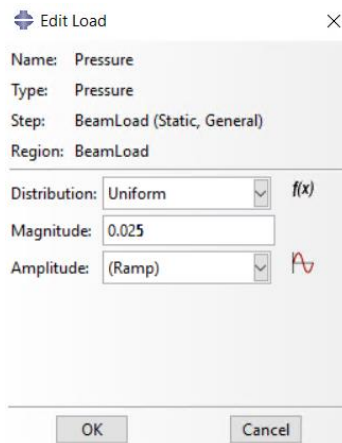 Edit Load
Name: Pressure
Type: Pressure
Step: BeamLoad (Static, General)
Region: BeamLoad
Distribution: Uniform f(x)
Magnitude: 0.025
Amplitude: (Ramp)
OK Cancel